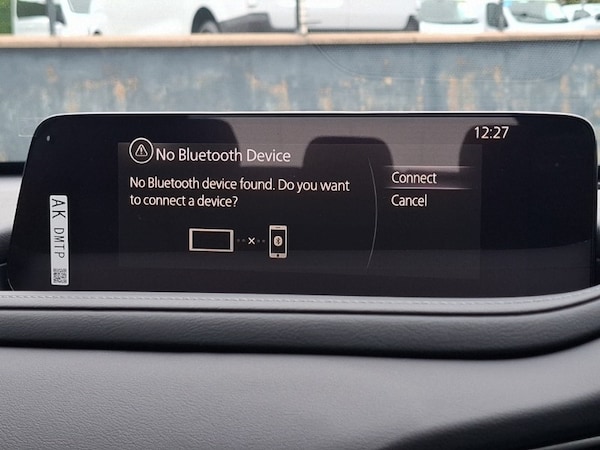 12:27
No Bluetooth Device
No Bluetooth device found. Do you want
to connect a device?
Connect
Cancel
AK DMTP